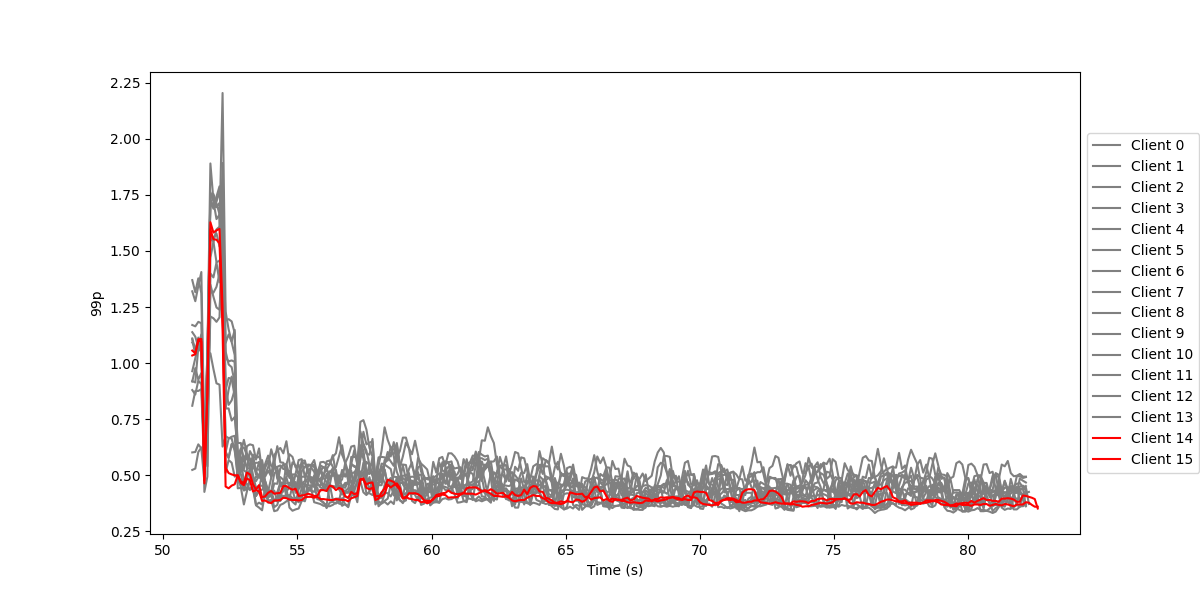 2.25
2.00
1.75
1.50
1.25
1.00
0.75
0.50
0.25
99p
50
55
60
65
70
75
80
Time (s)
Client 0
Client 1
Client 2
Client 3
Client 4
Client 5
Client 6
Client 7
Client 8
Client 9
Client 10
Client 11
Client 12
Client 13
Client 14
Client 15